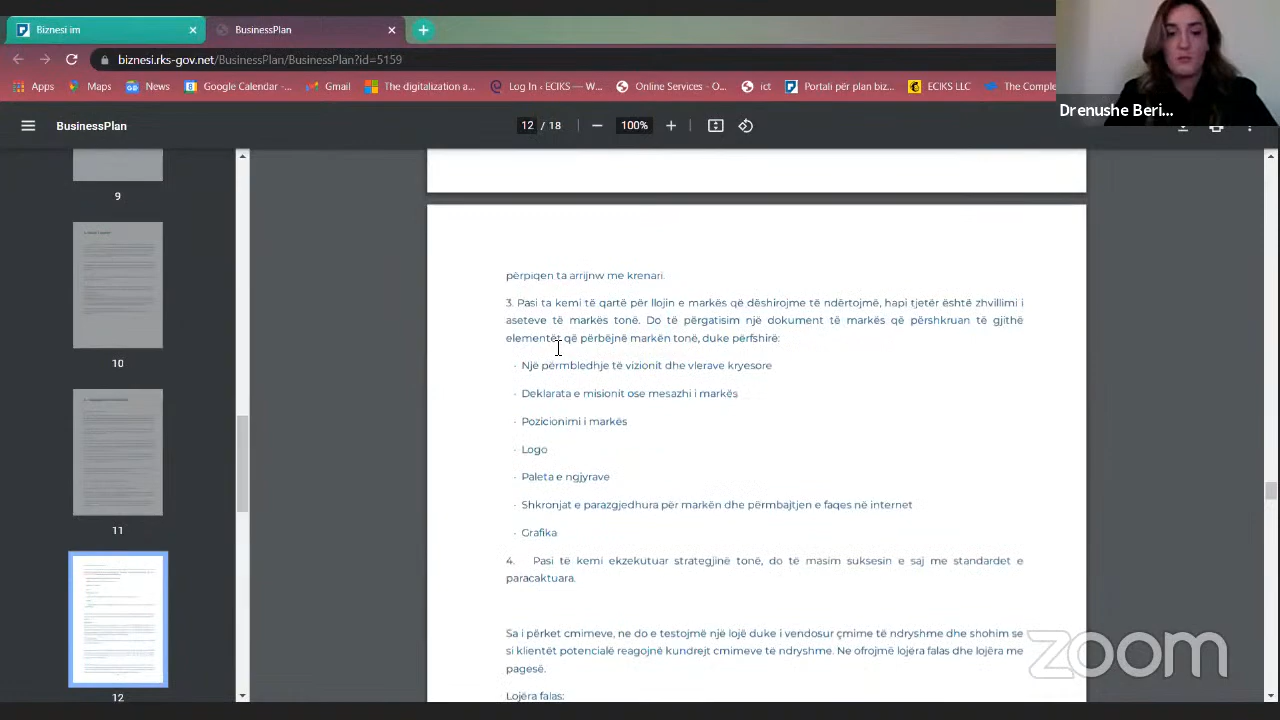 Biznesi im
BusinessPlan
biznesi.rks-gov.net/BusinessPlan/BusinessPlan?id=5159
Apps Maps News Google Calendar -... Gmail The digitalization a... Log In ‹ ECIKS — W... Online Services - O... ict Portali për plan biz... ECIKS LLC The Comple
Drenushe Beri...
BusinessPlan
12 / 18
100%
9
10
11
12
përpiqen ta arrijnw me krenari.
3. Pasi ta kemi të qartë për llojin e markës që dëshirojme të ndërtojmë, hapi tjetër është zhvillimi i
aseteve të markës tonë. Do të përgatisim një dokument të markës që përshkruan të gjithë
elementët që përbëjnë markën tonë, duke përfshirë:
· Një përmbledhje të vizionit dhe vlerave kryesore
· Deklarata e misionit ose mesazhi i markës
· Pozicionimi i markës
· Logo
· Paleta e ngjyrave
· Shkronjat e parazgjedhura për markën dhe përmbajtjen e faqes në internet
· Grafika
4. Pasi të kemi ekzekutuar strategjinë tonë, do të masim suksesin e saj me standardet e
paracaktuara.
Sa i përket cmimeve, ne do e testojmë një lojë duke i vendosur çmime të ndryshme dhe shohim se
si klientët potencialë reagojnë kundrejt cmimeve të ndryshme. Ne ofrojmë lojëra falas dhe lojëra me
pagesë.
Lojëra falas:
zoom